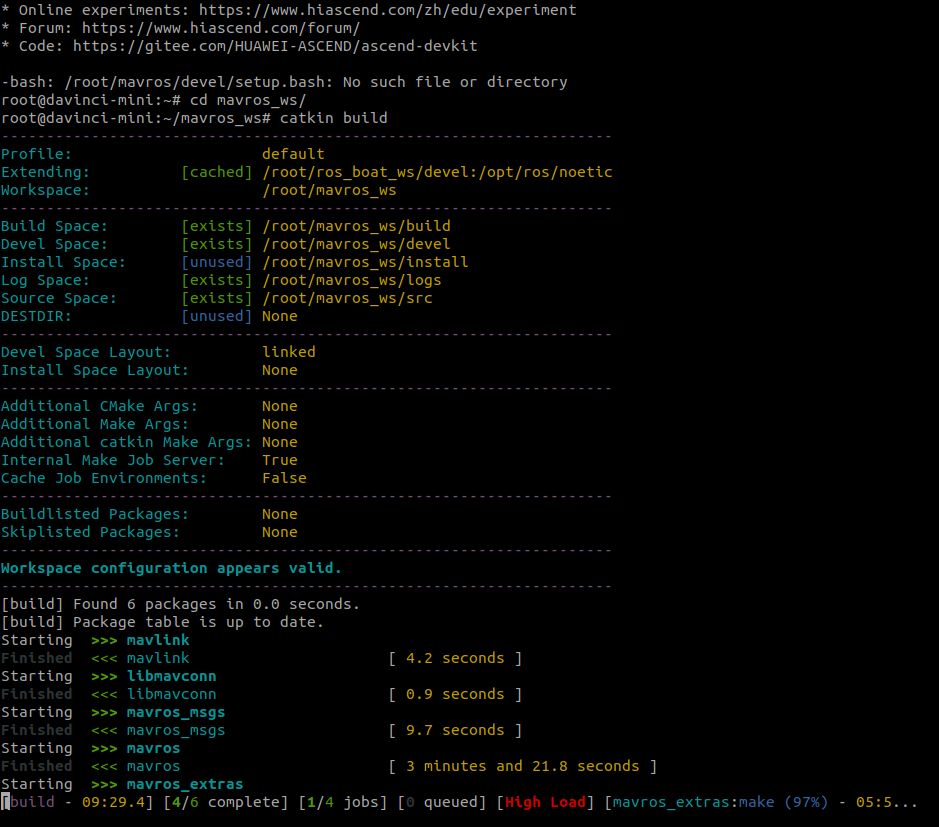 * Online experiments: https://www.hiascend.com/zh/edu/experiment
* Forum: https://www.hiascend.com/forum/
* Code: https://gitee.com/HUAWEI-ASCEND/ascend-devkit
-bash: /root/mavros/devel/setup.bash: No such file or directory
root@davinci-mini:~# cd mavros_ws/
root@davinci-mini:~/mavros_ws# catkin build
--------------------------------------------------------------------
Profile:                     default
Extending:          [cached] /root/ros_boat_ws/devel:/opt/ros/noetic
Workspace:                   /root/mavros_ws
--------------------------------------------------------------------
Build Space:        [exists] /root/mavros_ws/build
Devel Space:        [exists] /root/mavros_ws/devel
Install Space:      [unused] /root/mavros_ws/install
Log Space:          [exists] /root/mavros_ws/logs
Source Space:       [exists] /root/mavros_ws/src
DESTDIR:            [unused] None
--------------------------------------------------------------------
Devel Space Layout:          linked
Install Space Layout:        None
--------------------------------------------------------------------
Additional CMake Args:       None
Additional Make Args:        None
Additional catkin Make Args: None
Internal Make Job Server:    True
Cache Job Environments:      False
--------------------------------------------------------------------
Buildlisted Packages:        None
Skiplisted Packages:         None
--------------------------------------------------------------------
Workspace configuration appears valid.
--------------------------------------------------------------------
[build] Found 6 packages in 0.0 seconds.
[build] Package table is up to date.
Starting  >>> mavlink
Finished  <<< mavlink                      [ 4.2 seconds ]
Starting  >>> libmavconn
Finished  <<< libmavconn                   [ 0.9 seconds ]
Starting  >>> mavros_msgs
Finished  <<< mavros_msgs                  [ 9.7 seconds ]
Starting  >>> mavros
Finished  <<< mavros                       [ 3 minutes and 21.8 seconds ]
Starting  >>> mavros_extras
[build - 09:29.4] [4/6 complete] [1/4 jobs] [0 queued] [High Load] [mavros_extras:make (97%) - 05:5...